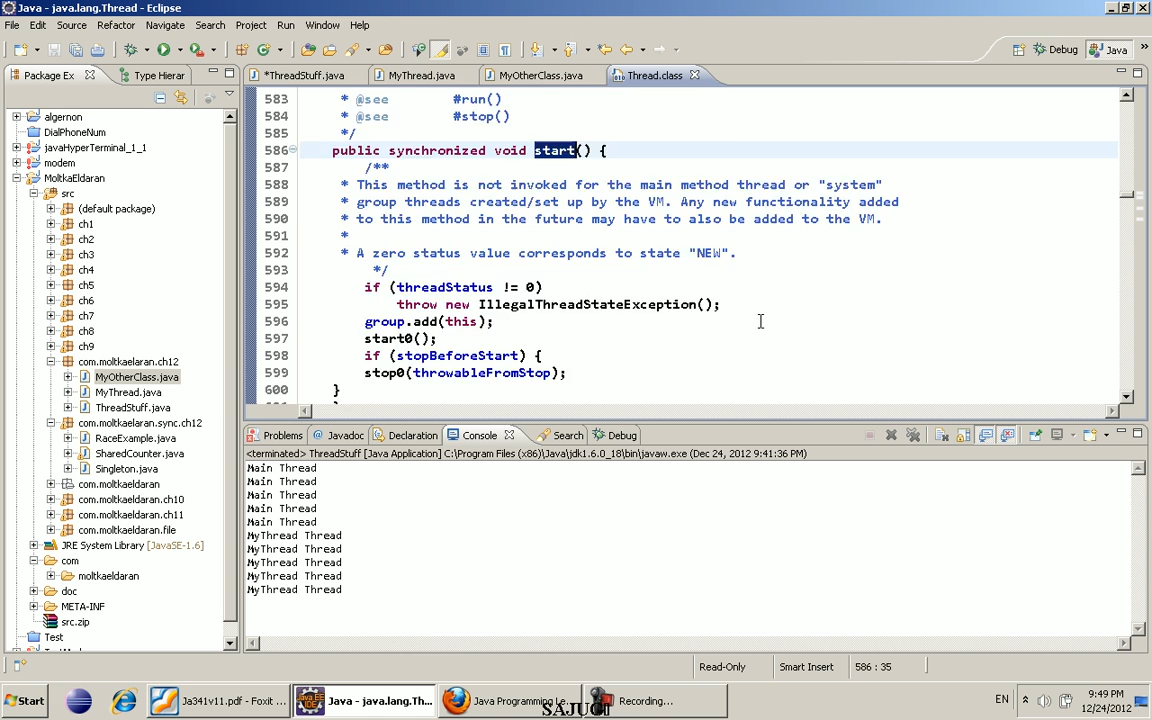 Java - java.lang.Thread - Eclipse
File Edit Source Refactor Navigate Search Project Run Window Help
Debug Java »
Package Ex Type Hierar
*ThreadStuff.java MyThread.java MyOtherClass.java Thread.class
algernon
DialPhoneNum
javaHyperTerminal_1_1
modem
MoltkaEldaran
src
(default package)
ch1
ch2
ch3
ch4
ch5
ch6
ch7
ch8
ch9
com.moltkaelaran.ch12
MyOtherClass.java
MyThread.java
ThreadStuff.java
com.moltkaelaran.sync.ch12
RaceExample.java
SharedCounter.java
Singleton.java
com.moltkaeldaran
com.moltkaeldaran.ch10
com.moltkaeldaran.ch11
com.moltkaeldaran.file
JRE System Library [JavaSE-1.6]
com
moltkaeldaran
doc
META-INF
src.zip
Test
583 * @see #run()
584 * @see #stop()
585 */
586 public synchronized void start() {
587 /**
588 * This method is not invoked for the main method thread or "system"
589 * group threads created/set up by the VM. Any new functionality added
590 * to this method in the future may have to also be added to the VM.
591 *
592 * A zero status value corresponds to state "NEW".
593 */
594 if (threadStatus != 0)
595 throw new IllegalThreadStateException();
596 group.add(this);
597 start0();
598 if (stopBeforeStart) {
599 stop0(throwableFromStop);
600 }
Problems Javadoc Declaration Console Search Debug
<terminated> ThreadStuff [Java Application] C:\Program Files (x86)\Java\jdk1.6.0_18\bin\javaw.exe (Dec 24, 2012 9:41:36 PM)
Main Thread
Main Thread
Main Thread
Main Thread
Main Thread
MyThread Thread
MyThread Thread
MyThread Thread
MyThread Thread
MyThread Thread
Read-Only Smart Insert 586 : 35
Start Ja341v11.pdf - Foxit ... Java - java.lang.Th... Java Programming Le... Recording... EN 9:49 PM
12/24/2012